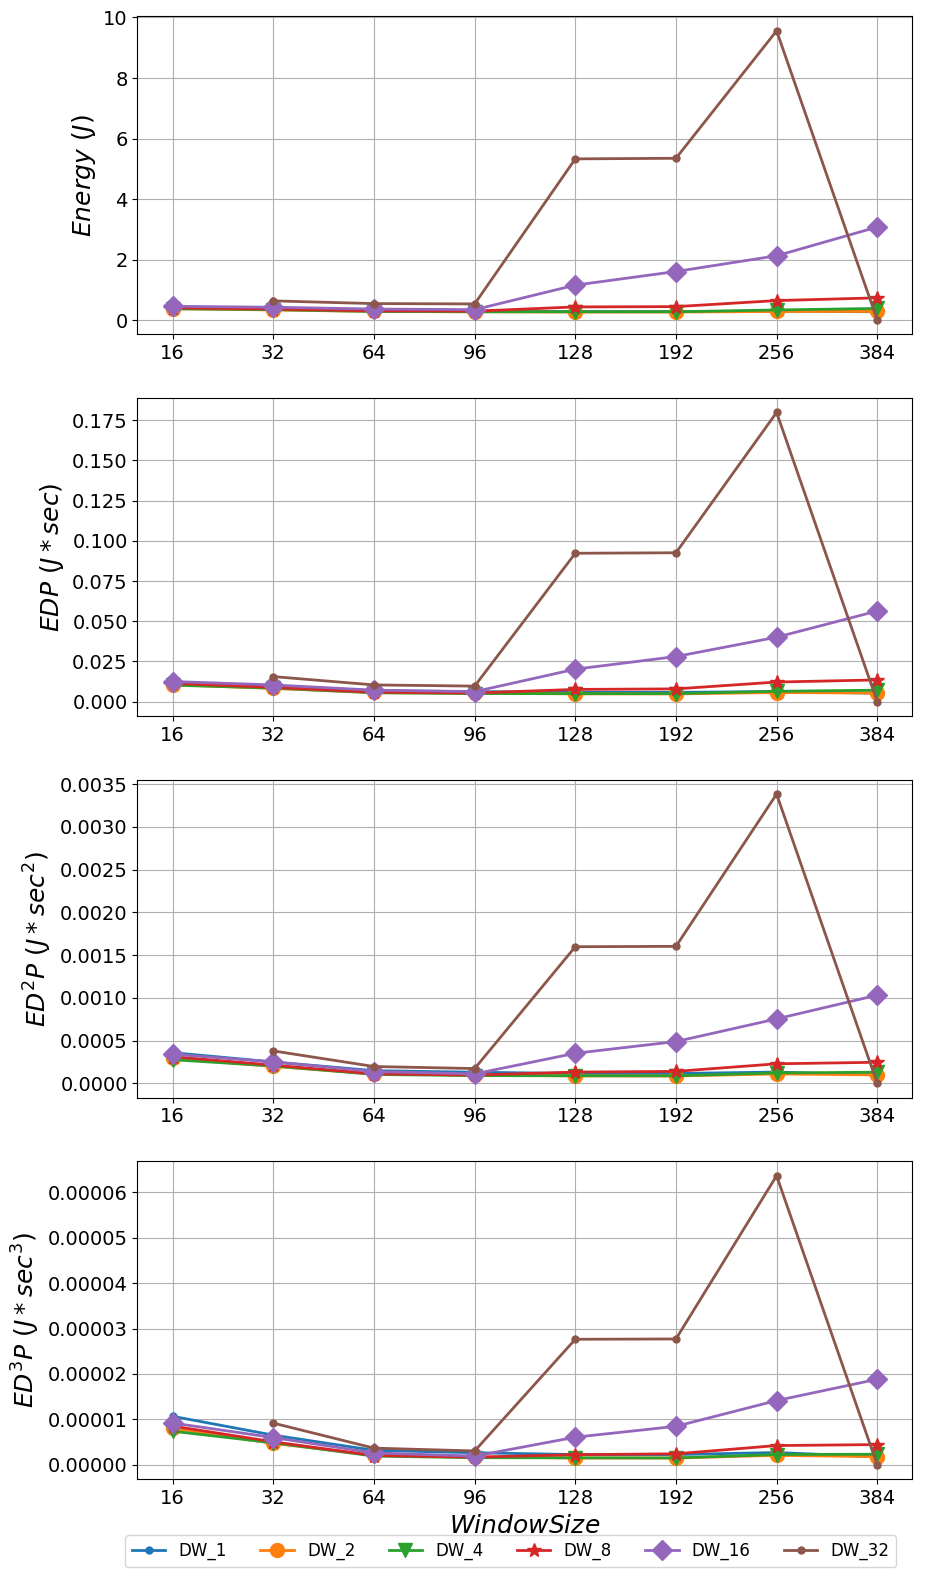 10
8
6
4
2
0
Energy (J)
16 32 64 96 128 192 256 384
0.175
0.150
0.125
0.100
0.075
0.050
0.025
0.000
EDP (J * sec)
16 32 64 96 128 192 256 384
0.0035
0.0030
0.0025
0.0020
0.0015
0.0010
0.0005
0.0000
ED²P (J * sec²)
16 32 64 96 128 192 256 384
0.00006
0.00005
0.00004
0.00003
0.00002
0.00001
0.00000
ED³P (J * sec³)
16 32 64 96 128 192 256 384
WindowSize
DW_1 DW_2 DW_4 DW_8 DW_16 DW_32